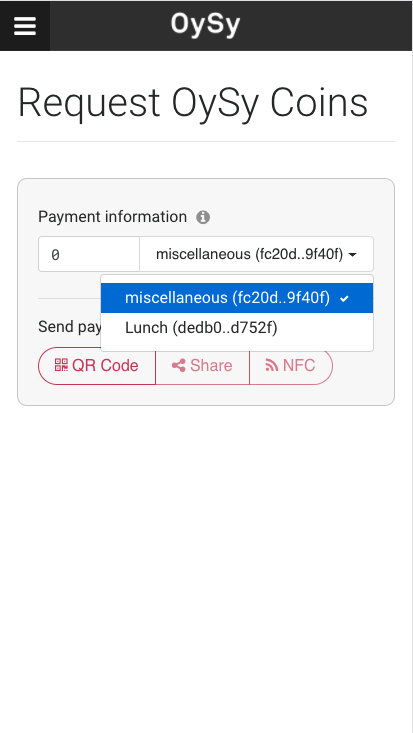 OySy
Request OySy Coins
Payment information
0 miscellaneous (fc20d..9f40f)
miscellaneous (fc20d..9f40f)
Lunch (dedb0..d752f)
Send pay
QR Code Share NFC